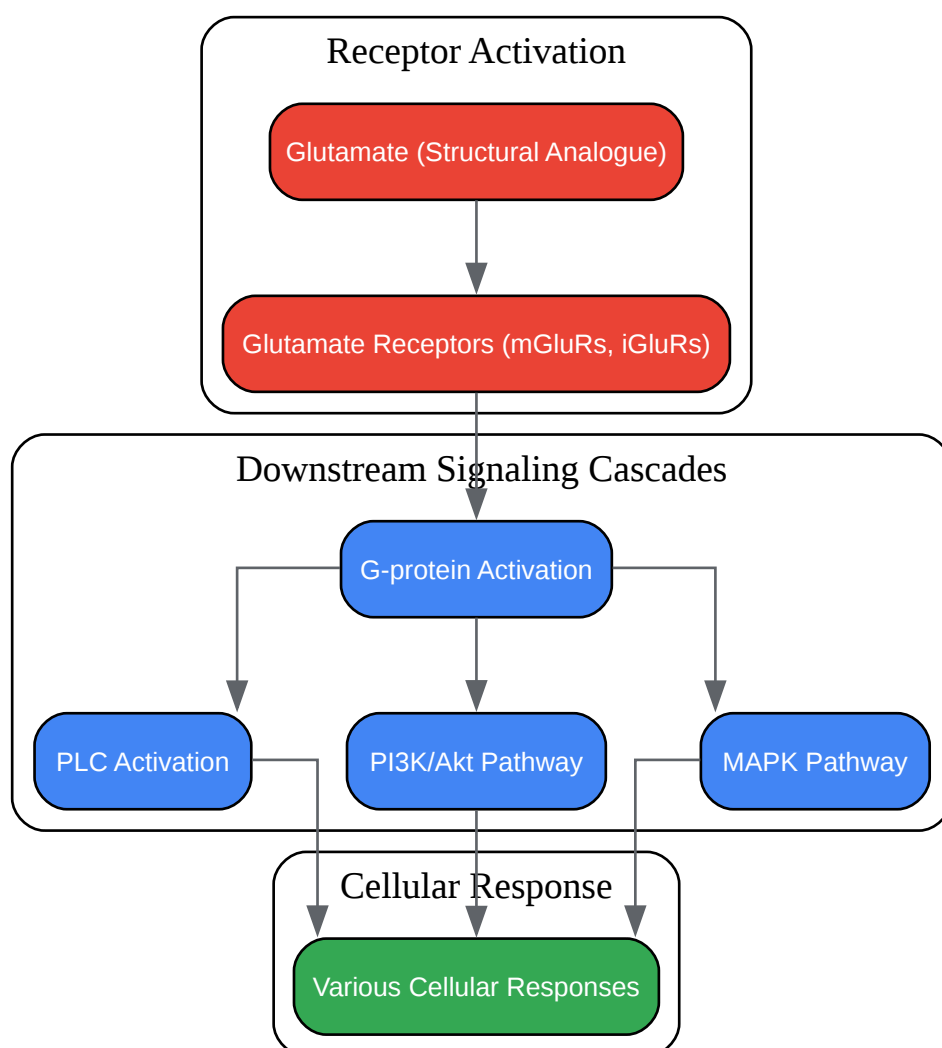 Receptor Activation
Glutamate (Structural Analogue)
Glutamate Receptors (mGluRs, iGluRs)
Downstream Signaling Cascades
G-protein Activation
PLC Activation
PI3K/Akt Pathway
MAPK Pathway
Cellular Response
Various Cellular Responses